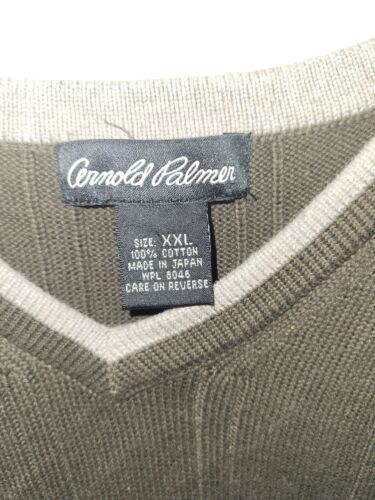 Arnold Palmer
SIZE: XXL
100% COTTON
MADE IN JAPAN
WPL 8046
CARE ON REVERSE